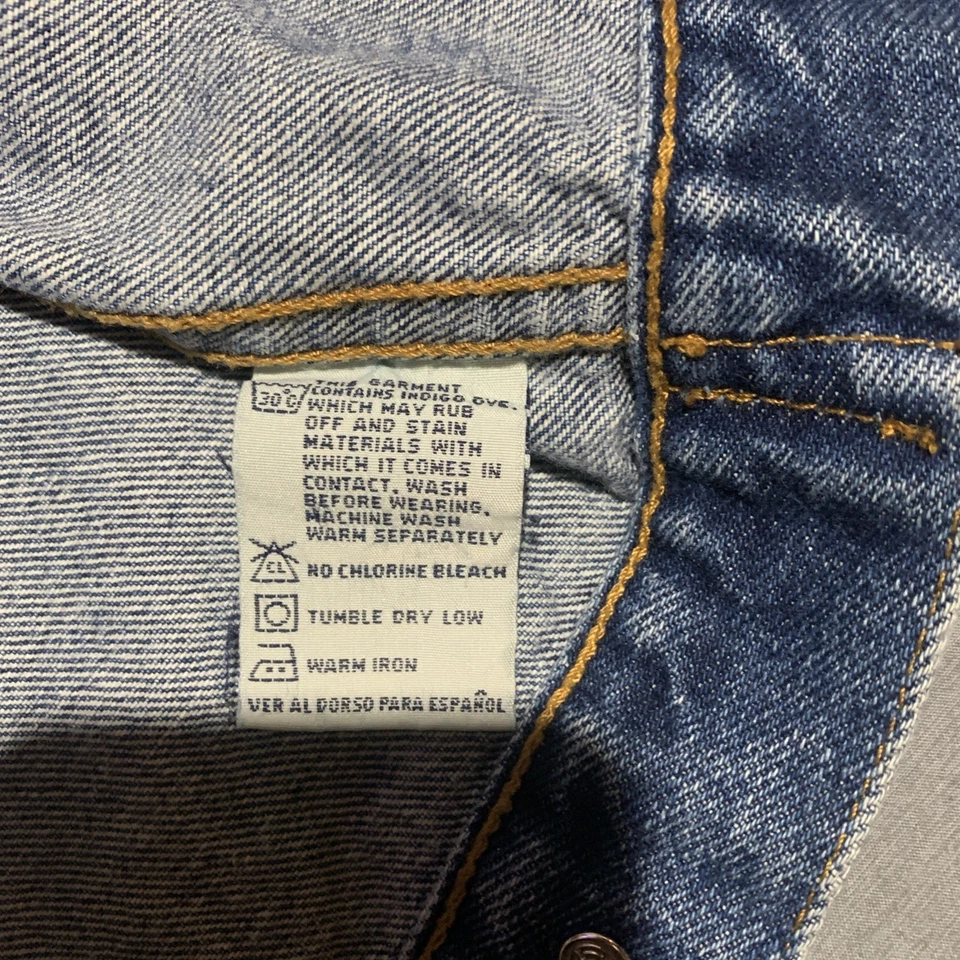 THIS GARMENT
30°C CONTAINS INDIGO DYE.
WHICH MAY RUB
OFF AND STAIN
MATERIALS WITH
WHICH IT COMES IN
CONTACT. WASH
BEFORE WEARING.
MACHINE WASH
WARM SEPARATELY
CL NO CHLORINE BLEACH
TUMBLE DRY LOW
WARM IRON
VER AL DORSO PARA ESPAÑOL